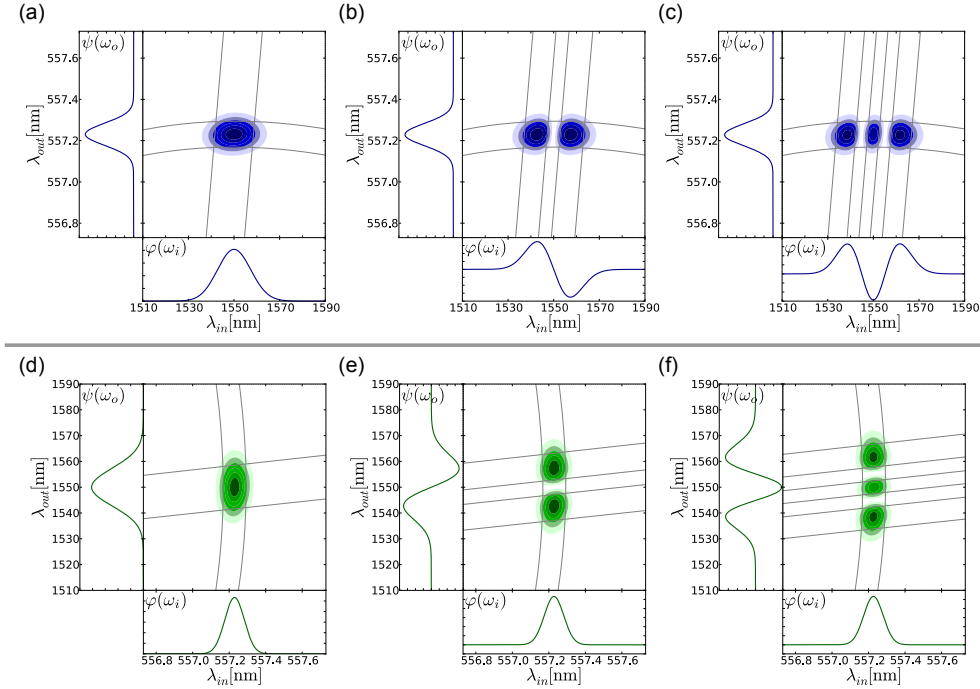 (a) (b) (c)
ψ(ω_o) ψ(ω_o) ψ(ω_o)
557.6 557.6 557.6
557.4 557.4 557.4
λ_out[nm] λ_out[nm] λ_out[nm]
557.2 557.2 557.2
557.0 557.0 557.0
556.8 556.8 556.8
φ(ω_i) φ(ω_i) φ(ω_i)
1510 1530 1550 1570 1590 1510 1530 1550 1570 1590 1510 1530 1550 1570 1590
λ_in[nm] λ_in[nm] λ_in[nm]
(d) (e) (f)
1590 1590 1590
ψ(ω_o) ψ(ω_o) ψ(ω_o)
1580 1580 1580
1570 1570 1570
1560 1560 1560
λ_out[nm] λ_out[nm] λ_out[nm]
1550 1550 1550
1540 1540 1540
1530 1530 1530
1520 1520 1520
1510 1510 1510
φ(ω_i) φ(ω_i) φ(ω_i)
556.8 557.0 557.2 557.4 557.6 556.8 557.0 557.2 557.4 557.6 556.8 557.0 557.2 557.4 557.6
λ_in[nm] λ_in[nm] λ_in[nm]